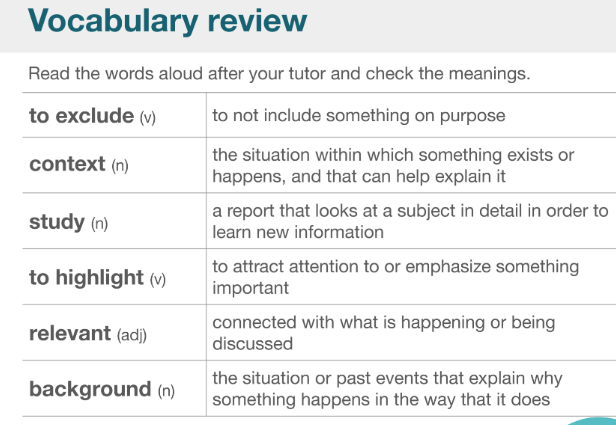 Vocabulary review
Read the words aloud after your tutor and check the meanings.
to exclude (v)
to not include something on purpose
context (n)
the situation within which something exists or
happens, and that can help explain it
study (n)
a report that looks at a subject in detail in order to
learn new information
to highlight (v)
to attract attention to or emphasize something
important
relevant (adj)
connected with what is happening or being
discussed
background (n)
the situation or past events that explain why
something happens in the way that it does